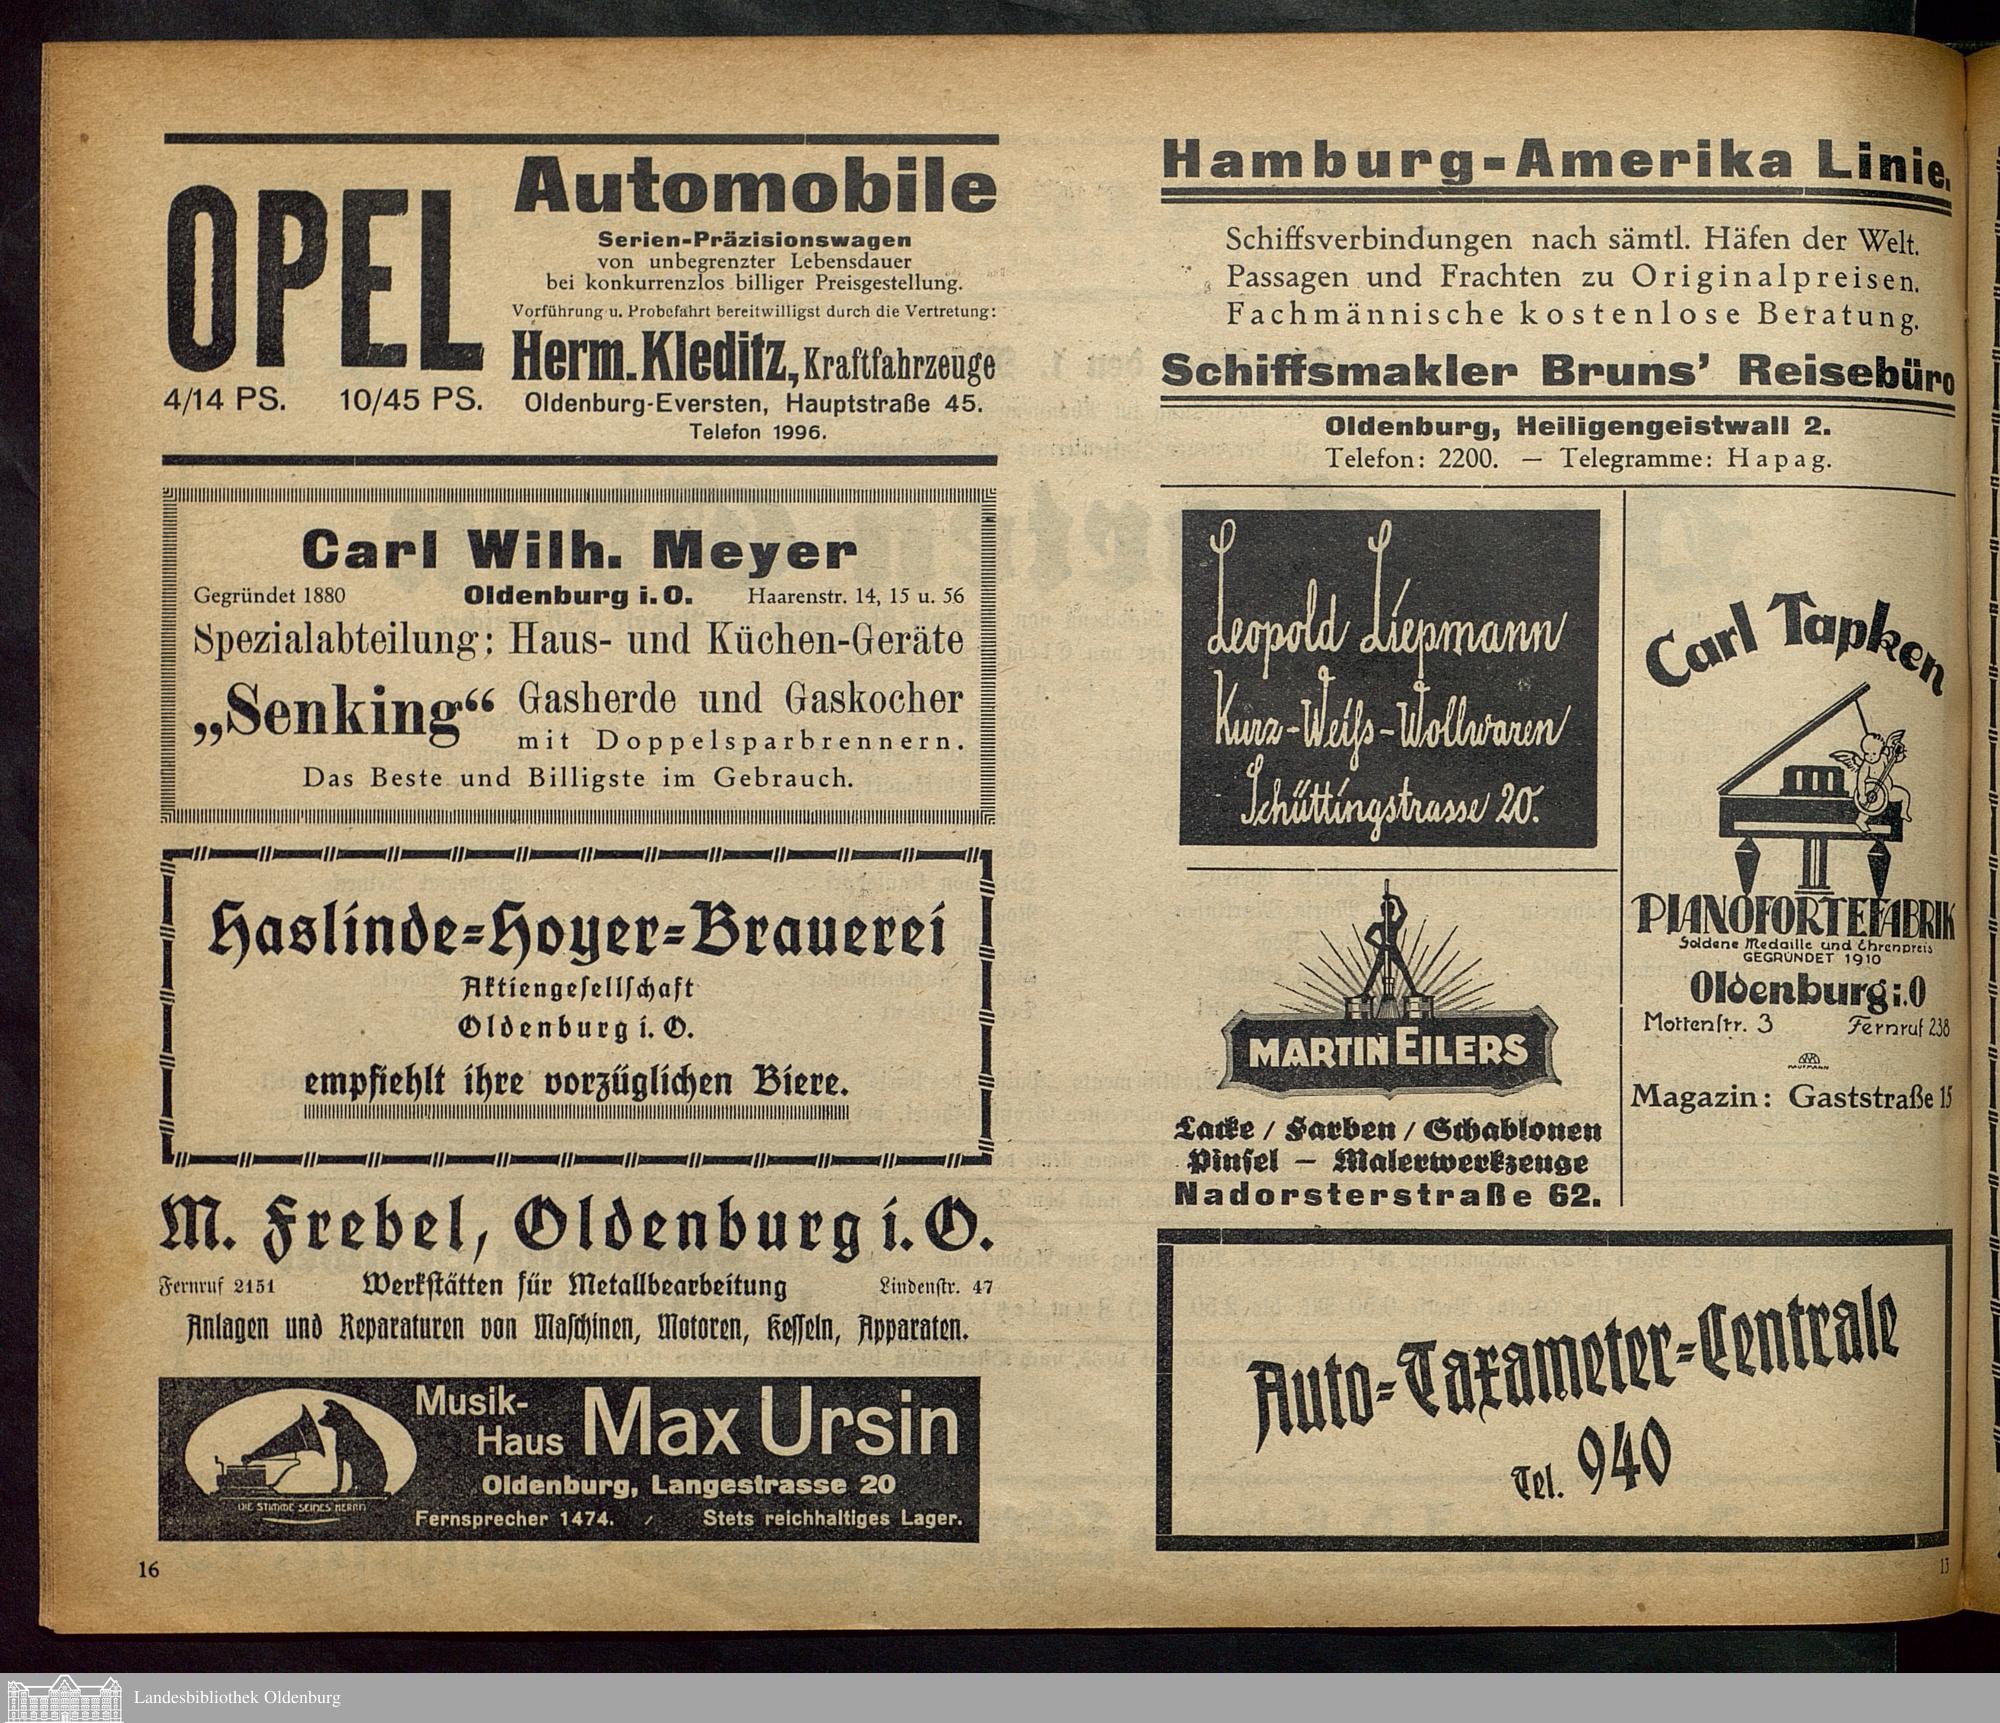 OPEL
4/14 PS. 10/45 PS.
Automobile
Serien-Präzisionswagen
von unbegrenzter Lebensdauer
bei konkurrenzlos billiger Preisgestellung.
Vorführung u. Probefahrt bereitwilligst durch die Vertretung:
Herm. Kleditz, Kraftfahrzeuge
Oldenburg-Eversten, Hauptstraße 45.
Telefon 1996.
Carl Wilh. Meyer
Gegründet 1880 Oldenburg i. O. Haarenstr. 14, 15 u. 56
Spezialabteilung: Haus- und Küchen-Geräte
„Senking“ Gasherde und Gaskocher
mit Doppelsparbrennern.
Das Beste und Billigste im Gebrauch.
Haslinde-Hoyer-Brauerei
Aktiengesellschaft
Oldenburg i. O.
empfiehlt ihre vorzüglichen Biere.
M. Frebel, Oldenburg i. O.
Fernruf 2151 Werkstätten für Metallbearbeitung Lindenstr. 47
Anlagen und Reparaturen von Maschinen, Motoren, Kesseln, Apparaten.
DIE STIMME SEINES HERRN
Musik-
Haus Max Ursin
Oldenburg, Langestrasse 20
Fernsprecher 1474. / Stets reichhaltiges Lager.
16
Hamburg-Amerika Linie.
Schiffsverbindungen nach sämtl. Häfen der Welt.
Passagen und Frachten zu Originalpreisen.
Fachmännische kostenlose Beratung.
Schiffsmakler Bruns’ Reisebüro
Oldenburg, Heiligengeistwall 2.
Telefon: 2200. — Telegramme: Hapag.
Leopold Liepmann
Kurz-Weiß-Wollwaren
Schüttingstrasse 20.
MARTIN EILERS
Lacke / Farben / Schablonen
Pinsel — Malerwerkzeuge
Nadorsterstraße 62.
Carl Tapken
PIANOFORTEFABRIK
Goldene Medaille und Ehrenpreis
GEGRÜNDET 1910
Oldenburg i.O
Mottenstr. 3 Fernruf 238
HAUFMANN
Magazin: Gaststraße 15
Auto-Taxameter-Centrale
Tel. 940
13
Landesbibliothek Oldenburg